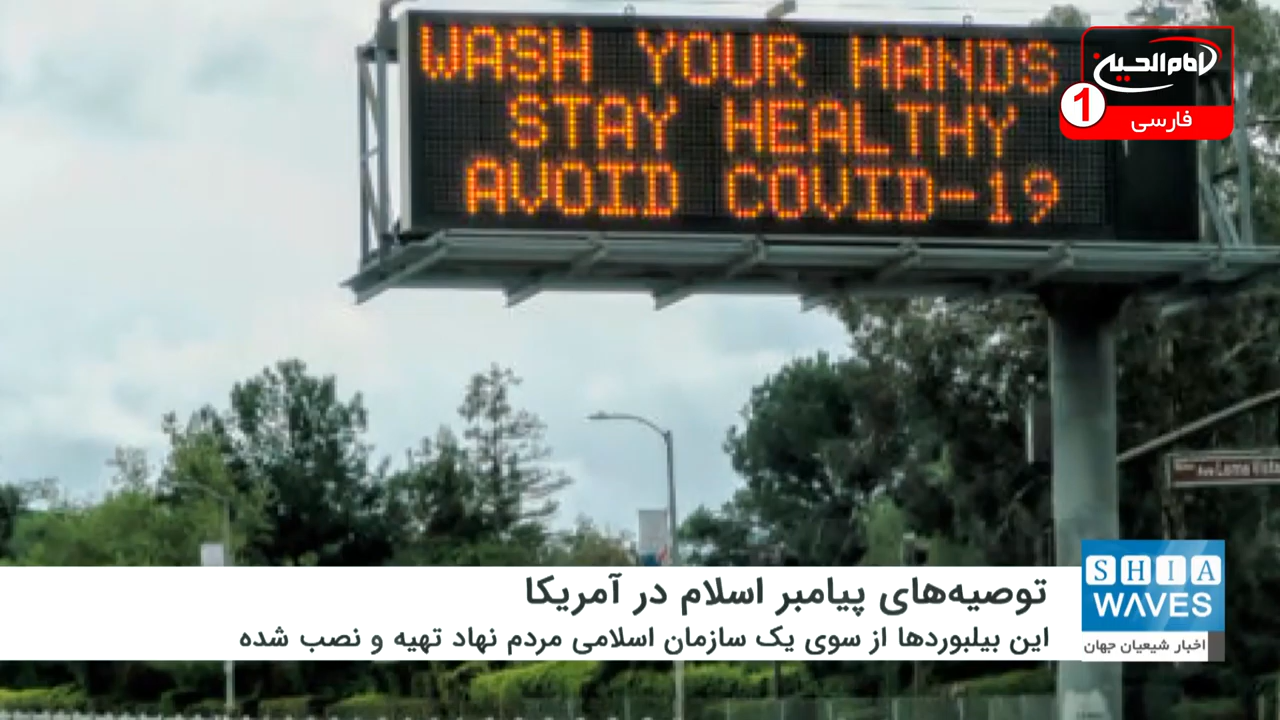 WASH YOUR HANDS
STAY HEALTHY
AVOID COVID-19
امام الحسین
1
فارسی
توصیه‌های پیامبر اسلام در آمریکا
این بیلبوردها از سوی یک سازمان اسلامی مردم نهاد تهیه و نصب شده
SHIA
WAVES
اخبار شیعیان جهان